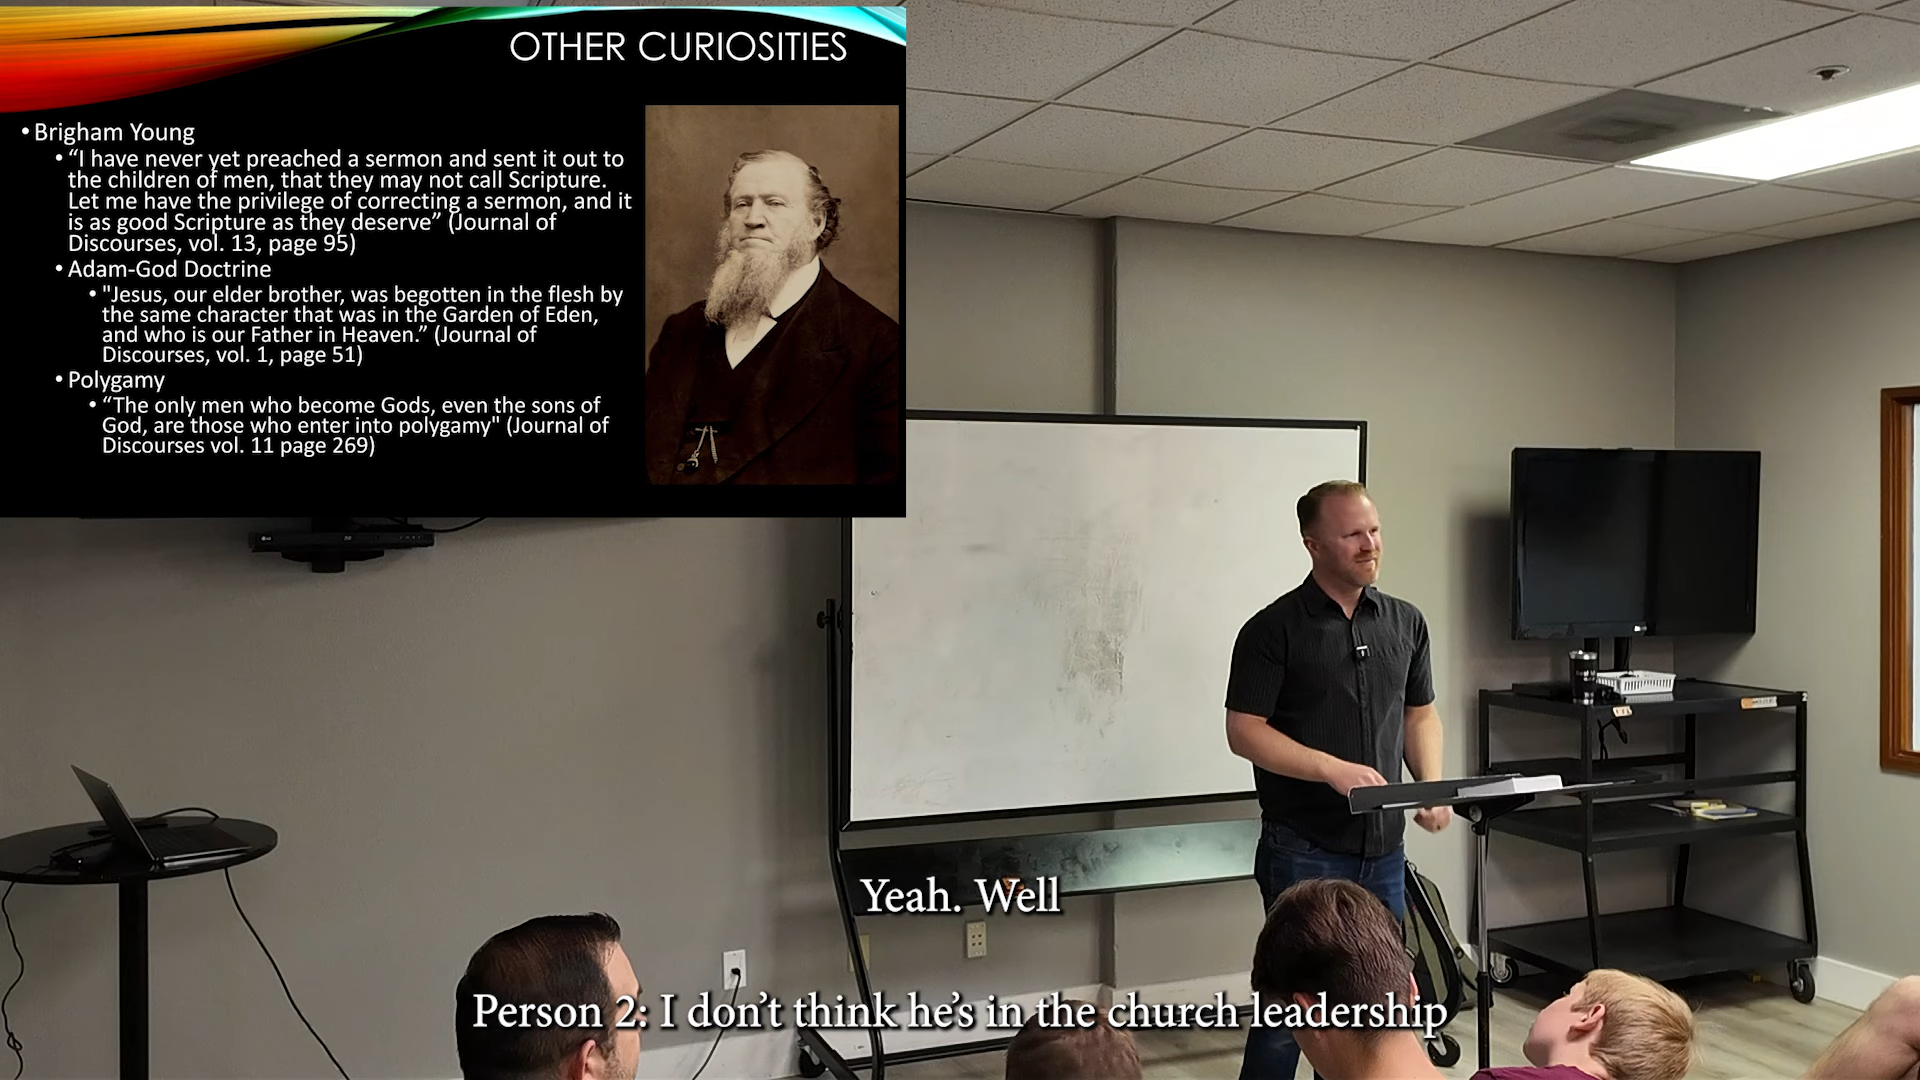 OTHER CURIOSITIES
• Brigham Young
• “I have never yet preached a sermon and sent it out to
the children of men, that they may not call Scripture.
Let me have the privilege of correcting a sermon, and it
is as good Scripture as they deserve” (Journal of
Discourses, vol. 13, page 95)
• Adam-God Doctrine
• "Jesus, our elder brother, was begotten in the flesh by
the same character that was in the Garden of Eden,
and who is our Father in Heaven.” (Journal of
Discourses, vol. 1, page 51)
• Polygamy
• “The only men who become Gods, even the sons of
God, are those who enter into polygamy" (Journal of
Discourses vol. 11 page 269)
Yeah. Well
Person 2: I don’t think he’s in the church leadership